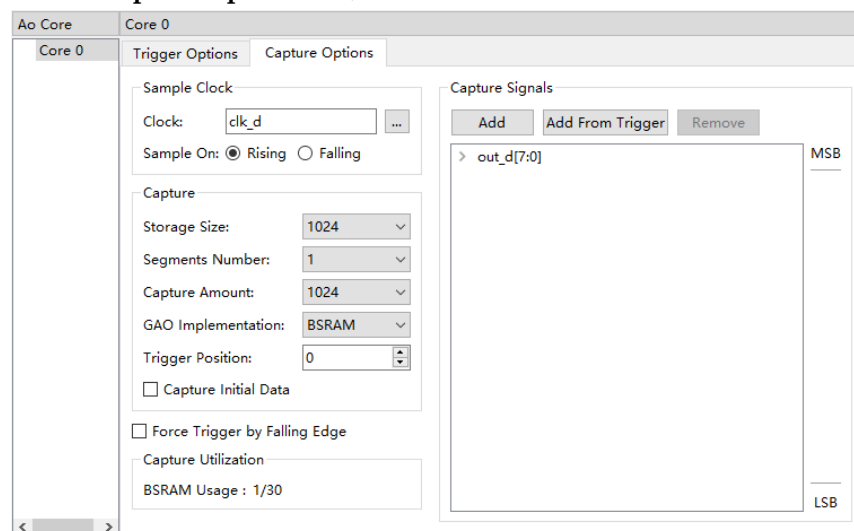 Ao Core
Core 0
Core 0
Trigger Options
Capture Options
Sample Clock
Clock:
clk_d
...
Sample On:
Rising
Falling
Capture
Storage Size:
1024
Segments Number:
1
Capture Amount:
1024
GAO Implementation:
BSRAM
Trigger Position:
0
Capture Initial Data
Force Trigger by Falling Edge
Capture Utilization
BSRAM Usage : 1/30
Capture Signals
Add
Add From Trigger
Remove
out_d[7:0]
MSB
LSB